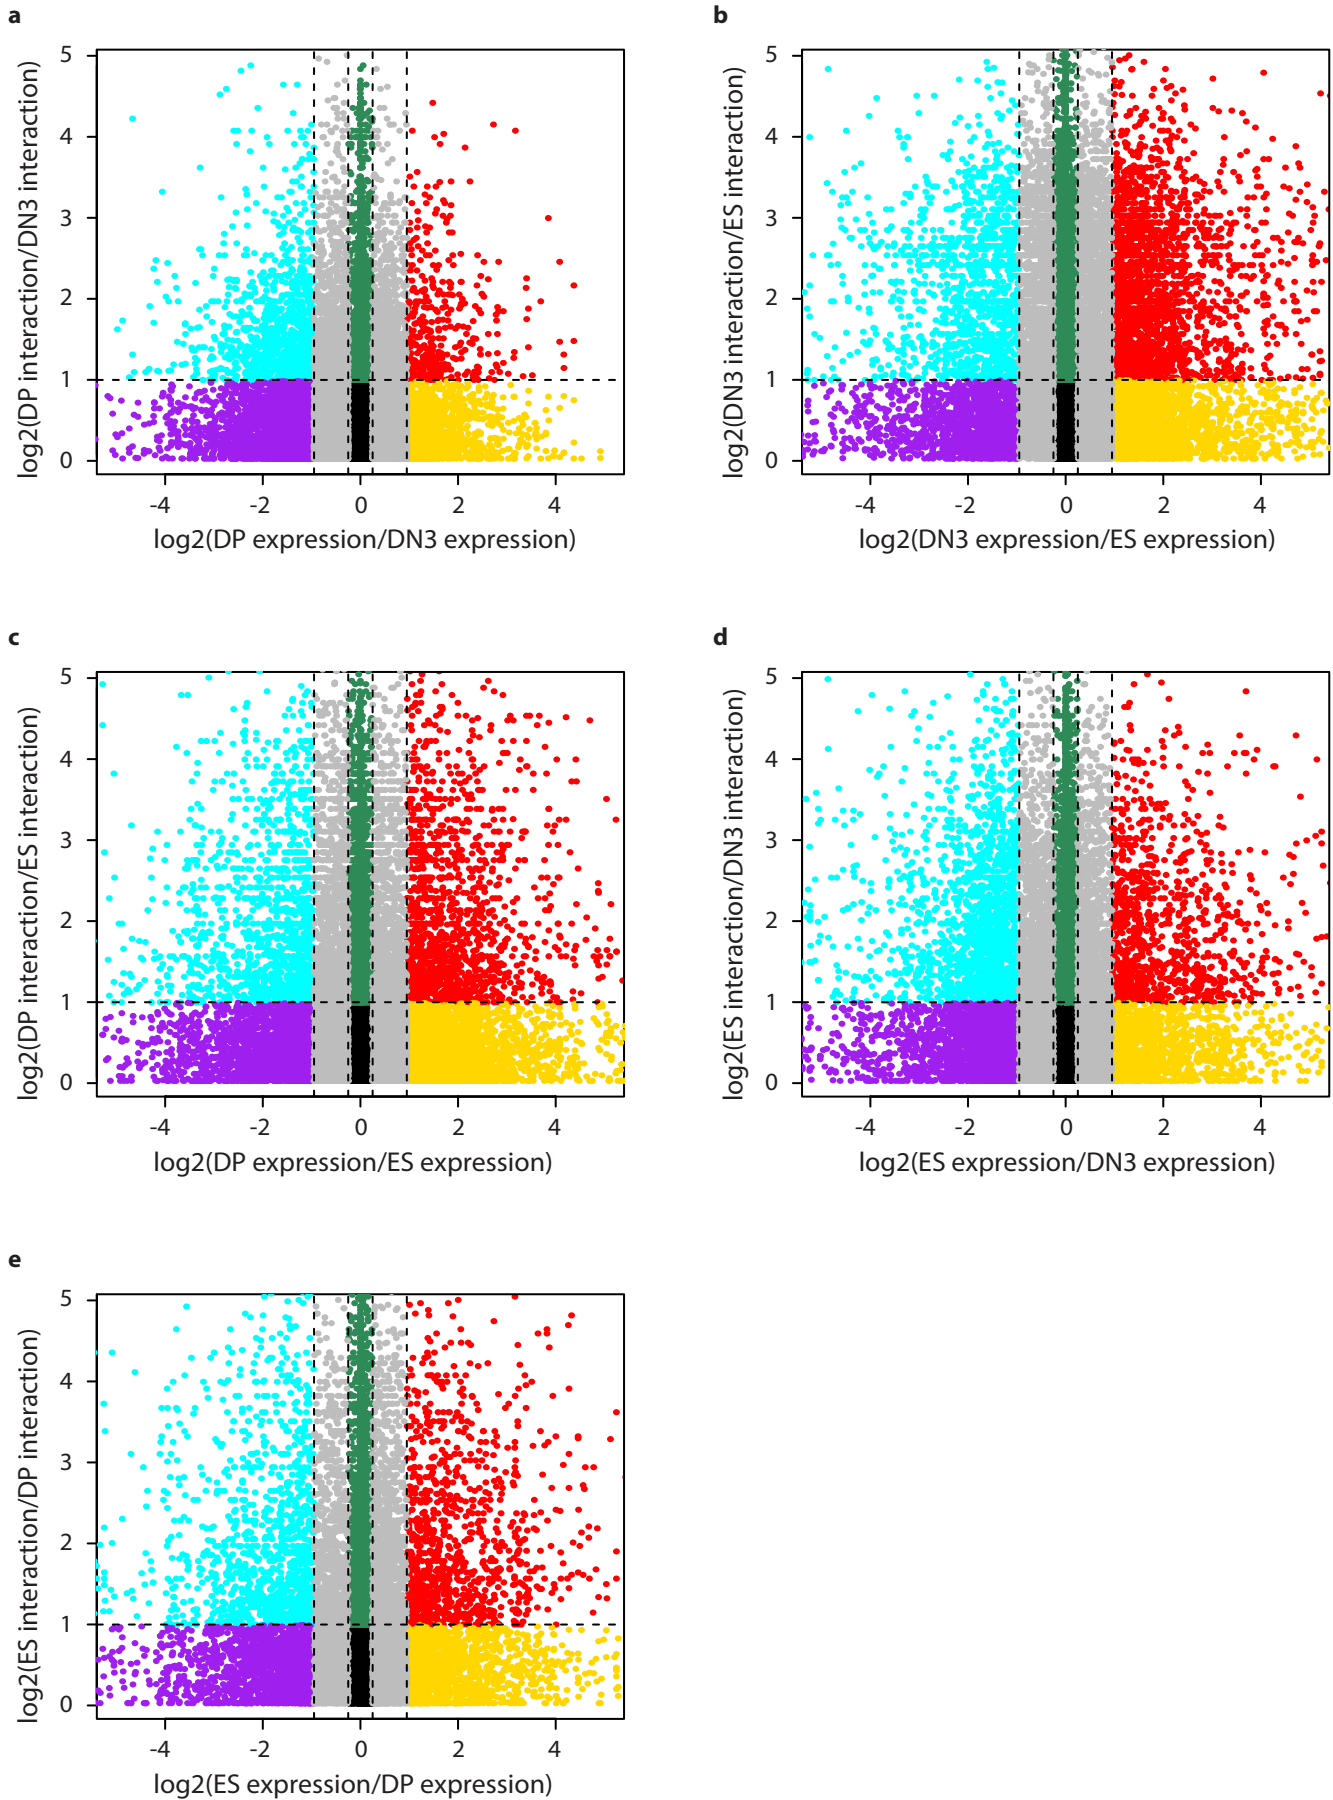 a
log2(DP interaction/DN3 interaction)
5
4
3
2
1
0
-4 -2 0 2 4
log2(DP expression/DN3 expression)
b
log2(DN3 interaction/ES interaction)
5
4
3
2
1
0
-4 -2 0 2 4
log2(DN3 expression/ES expression)
c
log2(DP interaction/ES interaction)
5
4
3
2
1
0
-4 -2 0 2 4
log2(DP expression/ES expression)
d
log2(ES interaction/DN3 interaction)
5
4
3
2
1
0
-4 -2 0 2 4
log2(ES expression/DN3 expression)
e
log2(ES interaction/DP interaction)
5
4
3
2
1
0
-4 -2 0 2 4
log2(ES expression/DP expression)